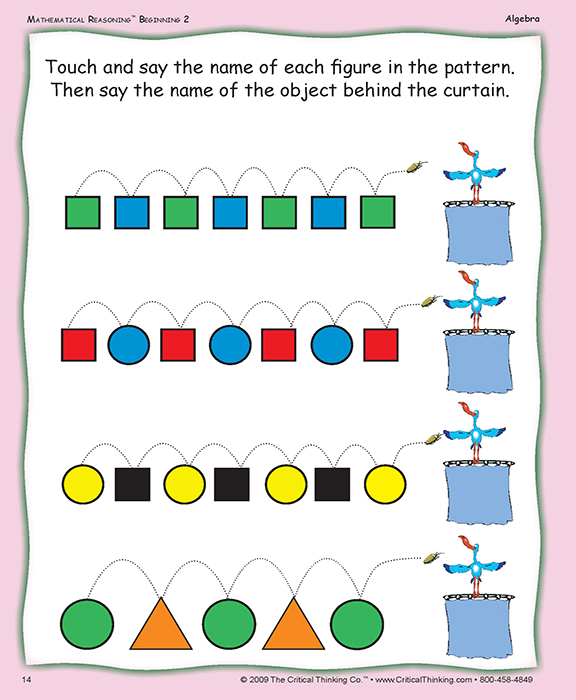 MATHEMATICAL REASONING™ BEGINNING 2
Algebra
Touch and say the name of each figure in the pattern.
Then say the name of the object behind the curtain.
14
© 2009 The Critical Thinking Co.™ • www.CriticalThinking.com • 800-458-4849